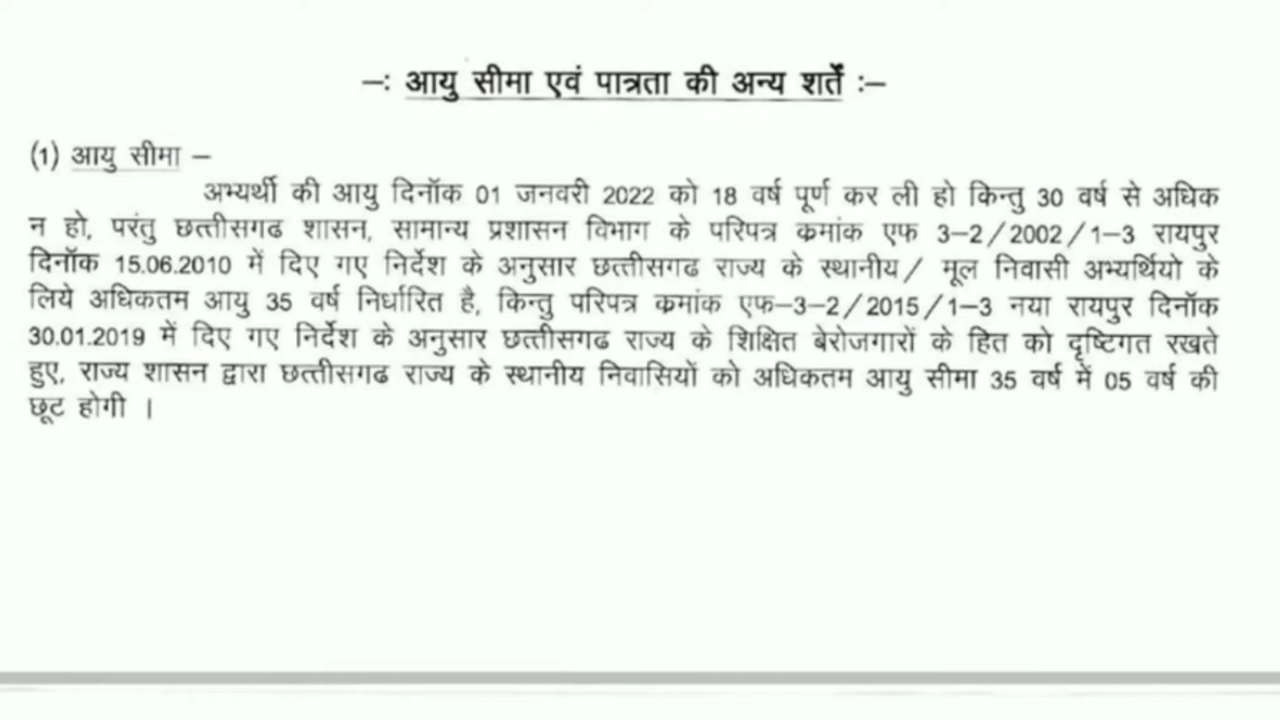 –: आयु सीमा एवं पात्रता की अन्य शर्तें :–
(1) आयु सीमा –
अभ्यर्थी की आयु दिनॉक 01 जनवरी 2022 को 18 वर्ष पूर्ण कर ली हो किन्तु 30 वर्ष से अधिक
न हो, परंतु छत्तीसगढ शासन, सामान्य प्रशासन विभाग के परिपत्र कमांक एफ 3–2/2002/1–3 रायपुर
दिनॉक 15.06.2010 में दिए गए निर्देश के अनुसार छत्तीसगढ राज्य के स्थानीय/ मूल निवासी अभ्यर्थियो के
लिये अधिकतम आयु 35 वर्ष निर्धारित है, किन्तु परिपत्र कमांक एफ–3–2/2015/1–3 नया रायपुर दिनॉक
30.01.2019 में दिए गए निर्देश के अनुसार छत्तीसगढ राज्य के शिक्षित बेरोजगारों के हित को दृष्टिगत रखते
हुए, राज्य शासन द्वारा छत्तीसगढ राज्य के स्थानीय निवासियों को अधिकतम आयु सीमा 35 वर्ष में 05 वर्ष की
छूट होगी ।